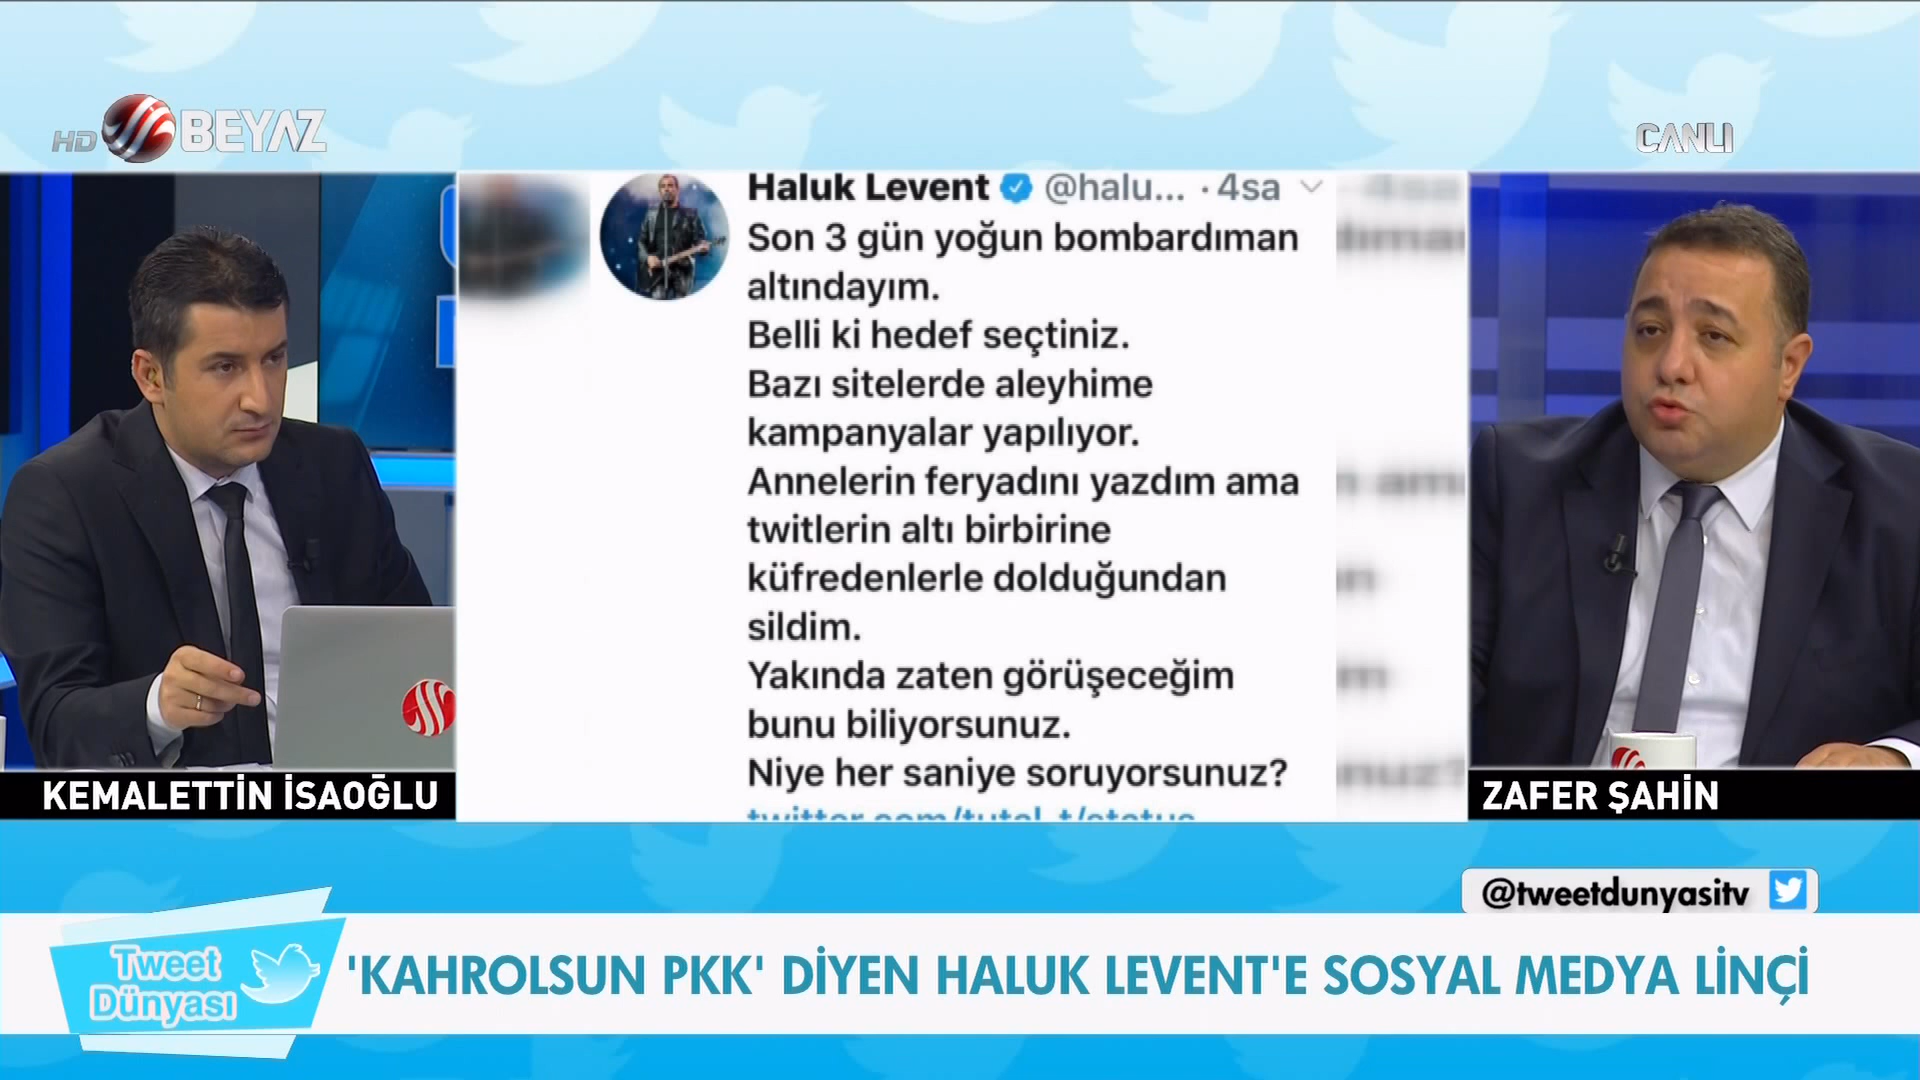 HD BEYAZ
CANLI
Haluk Levent @halu... · 4sa
Son 3 gün yoğun bombardıman
altındayım.
Belli ki hedef seçtiniz.
Bazı sitelerde aleyhime
kampanyalar yapılıyor.
Annelerin feryadını yazdım ama
twitlerin altı birbirine
küfredenlerle dolduğundan
sildim.
Yakında zaten görüşeceğim
bunu biliyorsunuz.
Niye her saniye soruyorsunuz?
KEMALETTİN İSAOĞLU
ZAFER ŞAHİN
@tweetdunyasitv
Tweet
Dünyası
'KAHROLSUN PKK' DİYEN HALUK LEVENT'E SOSYAL MEDYA LİNÇİ